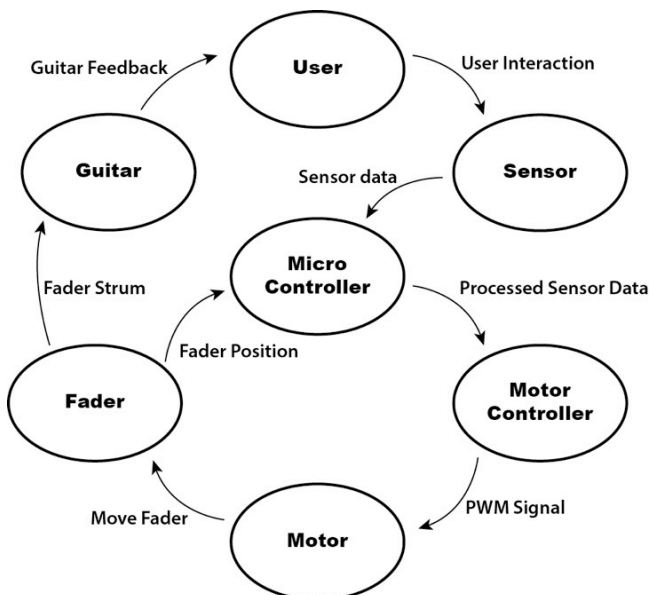 User
Guitar Feedback
User Interaction
Guitar
Sensor
Sensor data
Micro
Controller
Fader Strum
Processed Sensor Data
Fader Position
Fader
Motor
Controller
Move Fader
PWM Signal
Motor